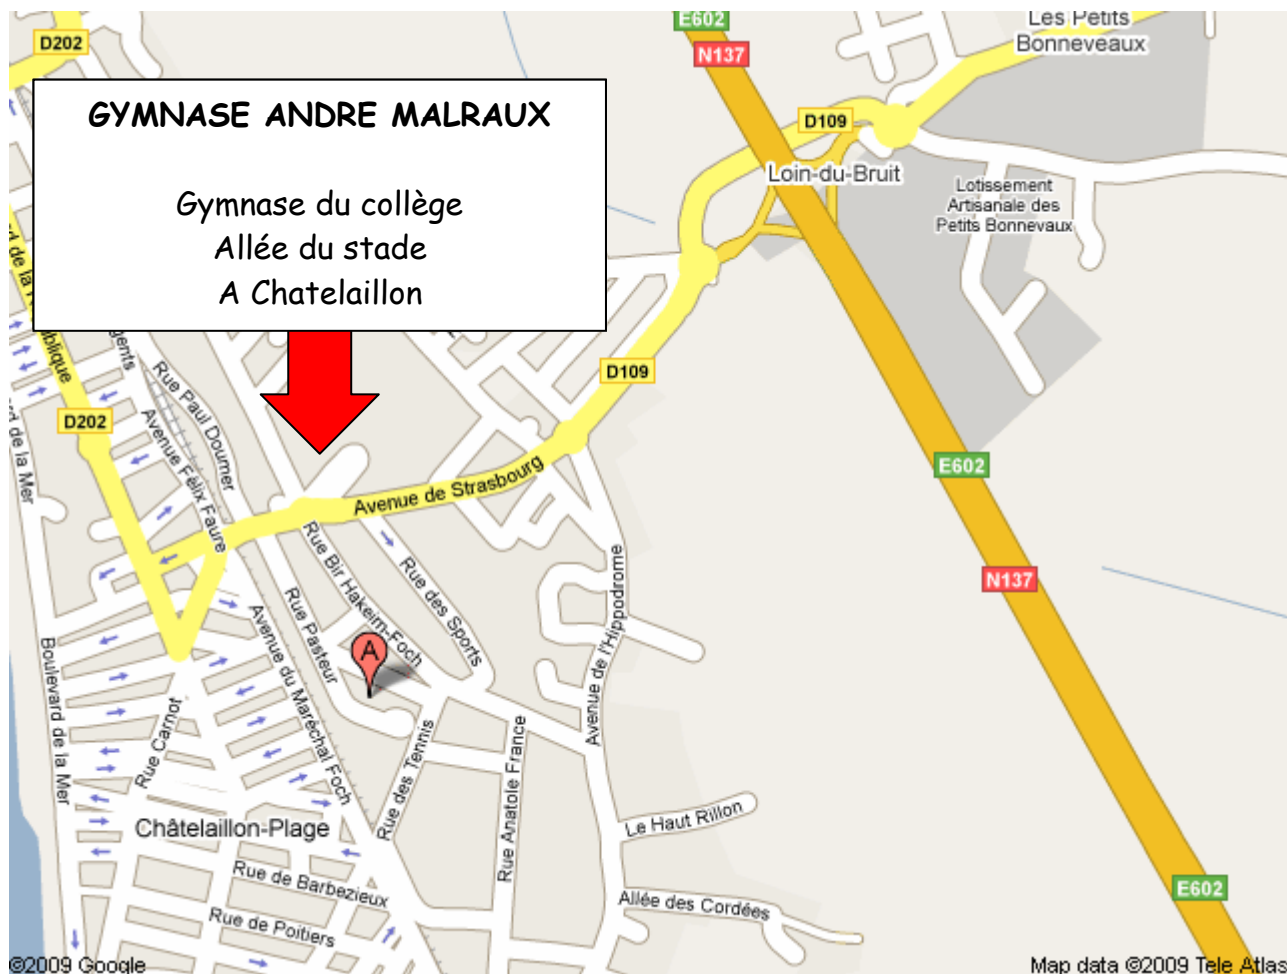 E602
Les Petits
Bonneveaux
D202
N137
GYMNASE ANDRE MALRAUX
D109
Gymnase du collège
Allée du stade
A Chatelaillon
Loin-du-Bruit
Lotissement
Artisanale des
Petits Bonnevaux
D109
Rue Paul Doumer
D202
Avenue Félix Faure
de la Mer
Avenue de Strasbourg
E602
N137
Rue Bir Hakeim-Foch
Rue des Sports
Rue Pasteur
Avenue de l'Hippodrome
A
Boulevard de la Mer
Avenue du Maréchal Foch
Rue Carnot
Rue des Tennis
Rue Anatole France
Le Haut Rillon
Châtelaillon-Plage
Rue de Barbezieux
E602
Allée des Cordées
Rue de Poitiers
©2009 Google
Map data ©2009 Tele Atlas